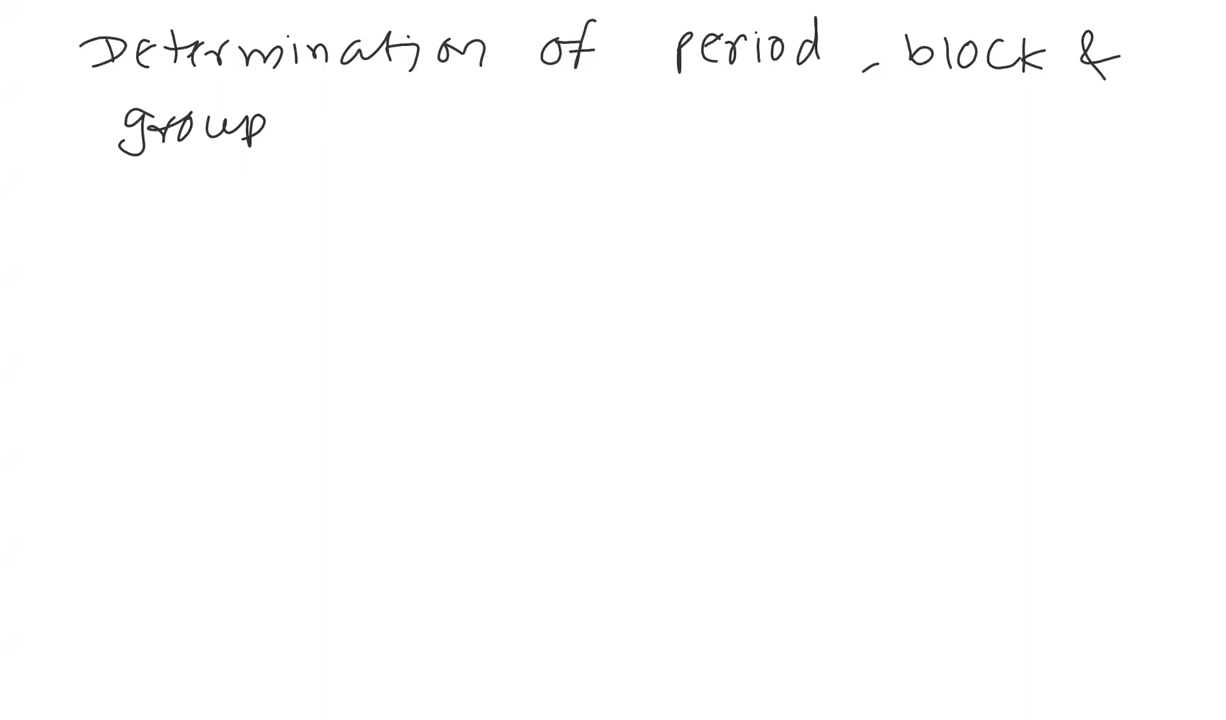 Determination of period, block &
group